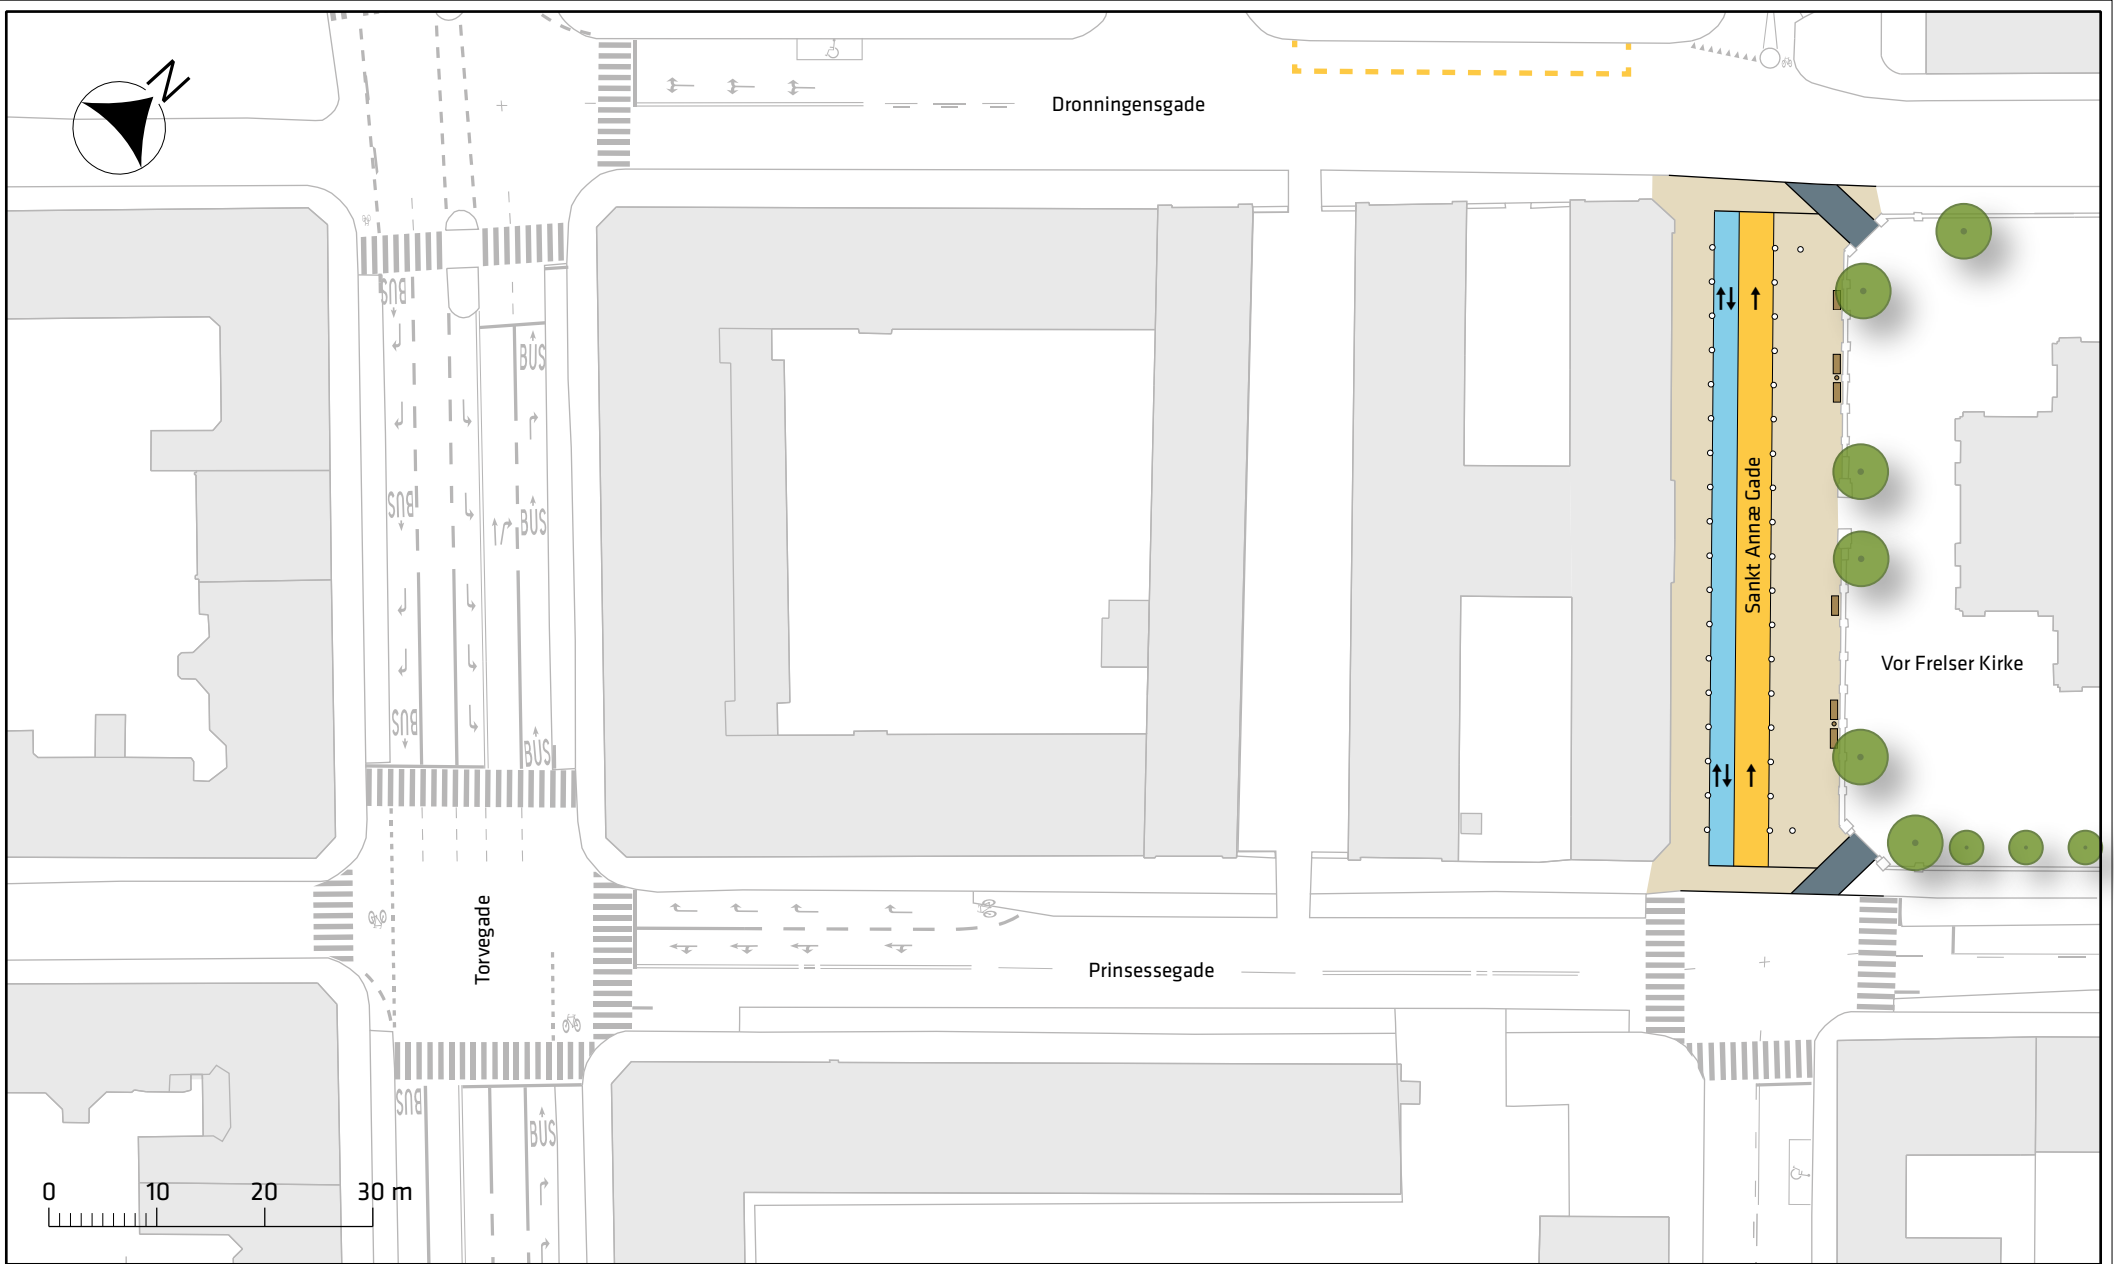 N
Dronningensgade
BUS
BUS
Sankt Annæ Gade
BUS
BUS
Vor Frelser Kirke
BUS
BUS
Torvegade
Prinsessegade
BUS
BUS
0 10 20 30 m